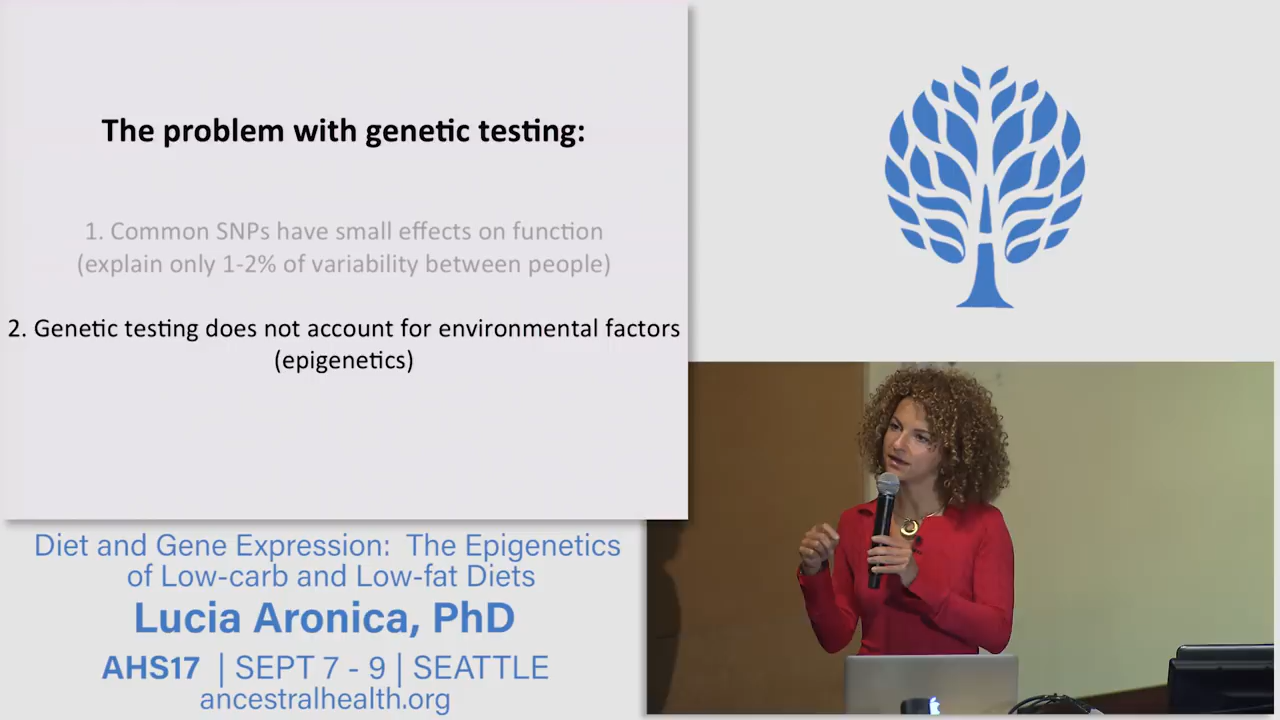 The problem with genetic testing:
1. Common SNPs have small effects on function
(explain only 1-2% of variability between people)
2. Genetic testing does not account for environmental factors
(epigenetics)
Diet and Gene Expression: The Epigenetics
of Low-carb and Low-fat Diets
Lucia Aronica, PhD
AHS17 | SEPT 7 - 9 | SEATTLE
ancestralhealth.org